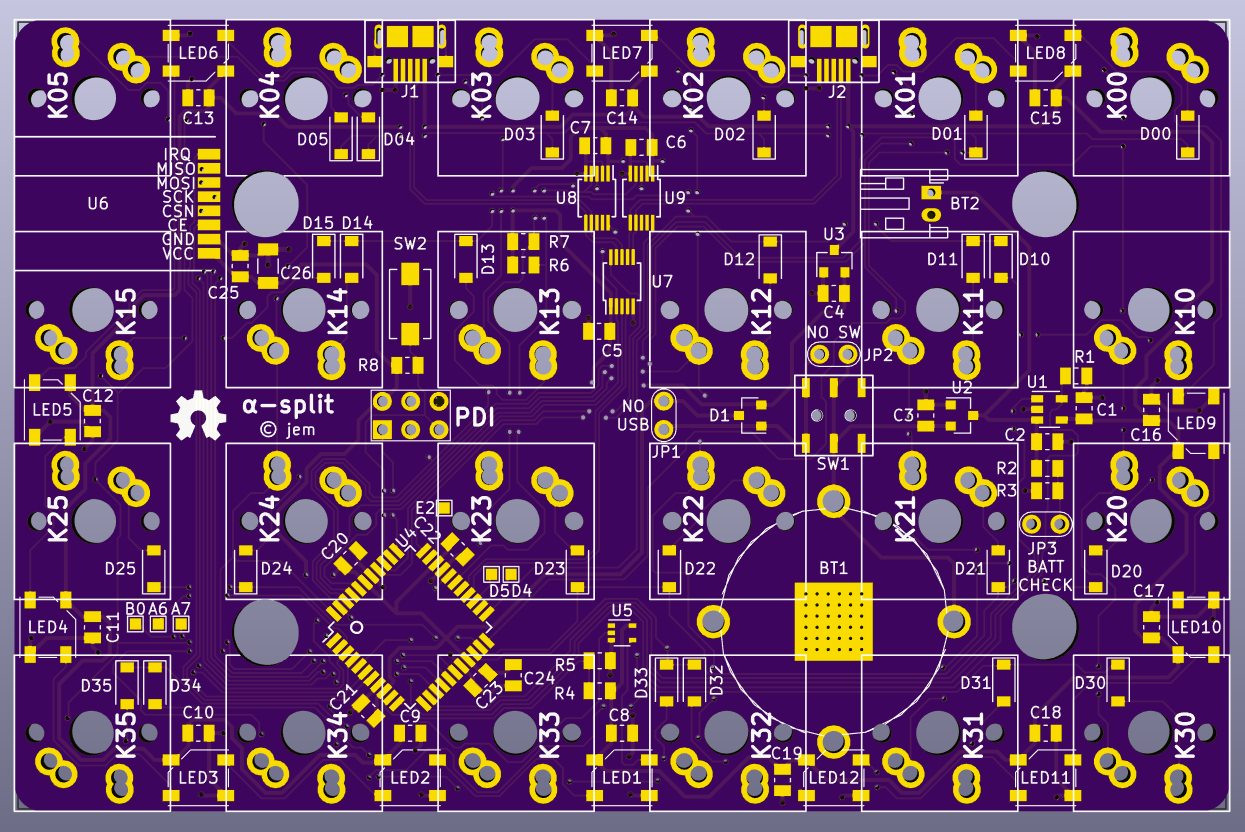 LED6 LED7 LED8
K05 K04 K03 K02 K01 K00
J1 J2
C13 C14 C15
D05 D04 D03 C7 C6 D02 D01 D00
IRQ
MISO
MOSI
SCK
CSN
CE
GND
VCC
U6 U8 U9 BT2
D15 D14 SW2 D13 R7 U3
R6 D12 D11 D10
C25 C26 U7 C4
K15 K14 K13 K12 K11 K10
NO SW
R8 C5 JP2 R1
LED5 C12 α-split PDI NO
USB D1 C3 U2 U1 C1 C16 LED9
© jem
JP1 SW1 C2
R2
R3
K25 K24 K23 K22 K21 K20
E2
C20 U4 C22 JP3
BATT
CHECK
D25 D24 D5 D4 D23 D22 BT1 D21 D20
LED4 C11 B0 A6 A7 U5 C17 LED10
D35 D34 C21 C23 C24 R5 D33 D32 D31 D30
R4
C10 C9 C8 C18
K35 K34 K33 K32 K31 K30
C19
LED3 LED2 LED1 LED12 LED11